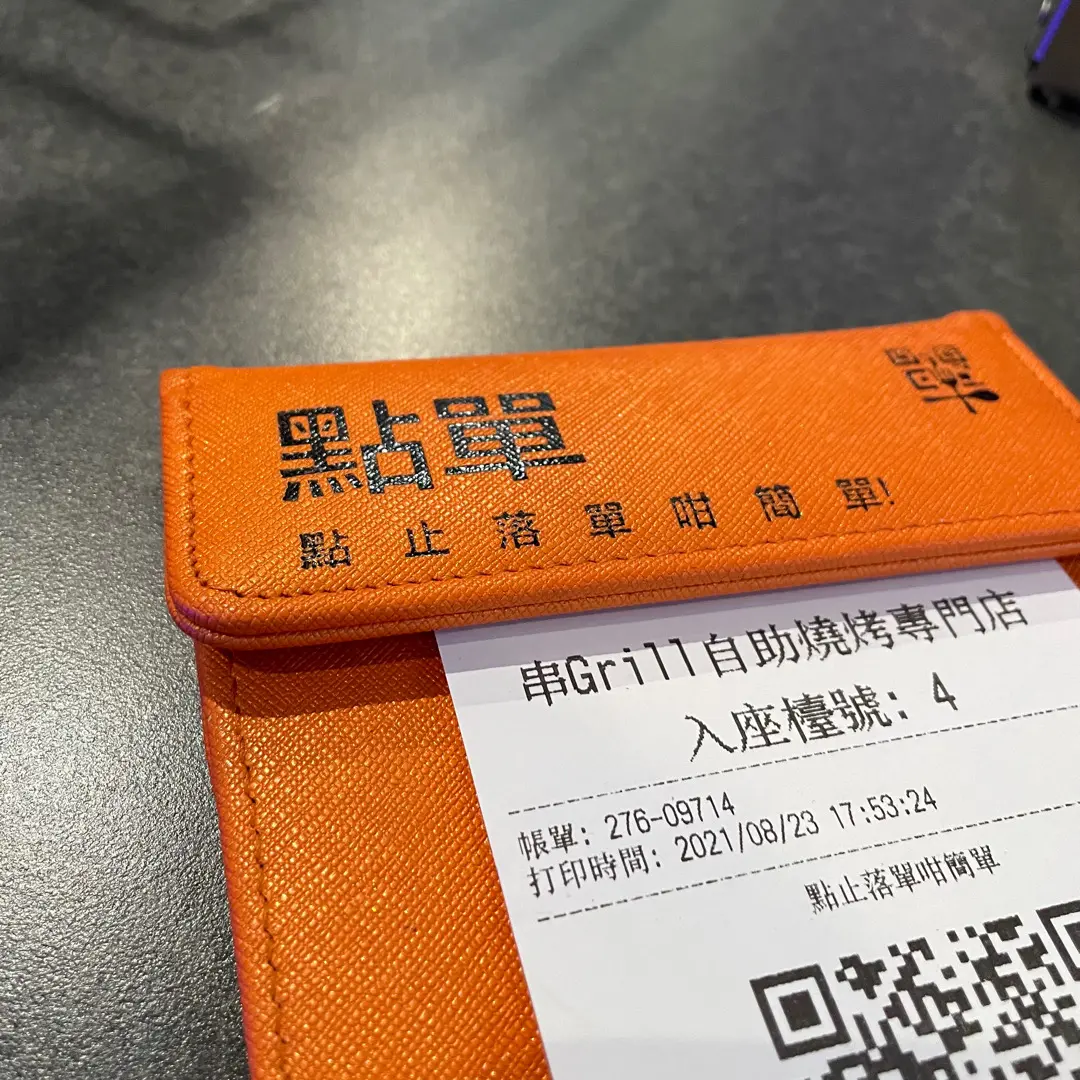 點單
點止落單咁簡單!
串Grill自助燒烤專門店
入座檯號: 4
帳單: 276-09714
打印時間: 2021/08/23 17:53:24
點止落單咁簡單